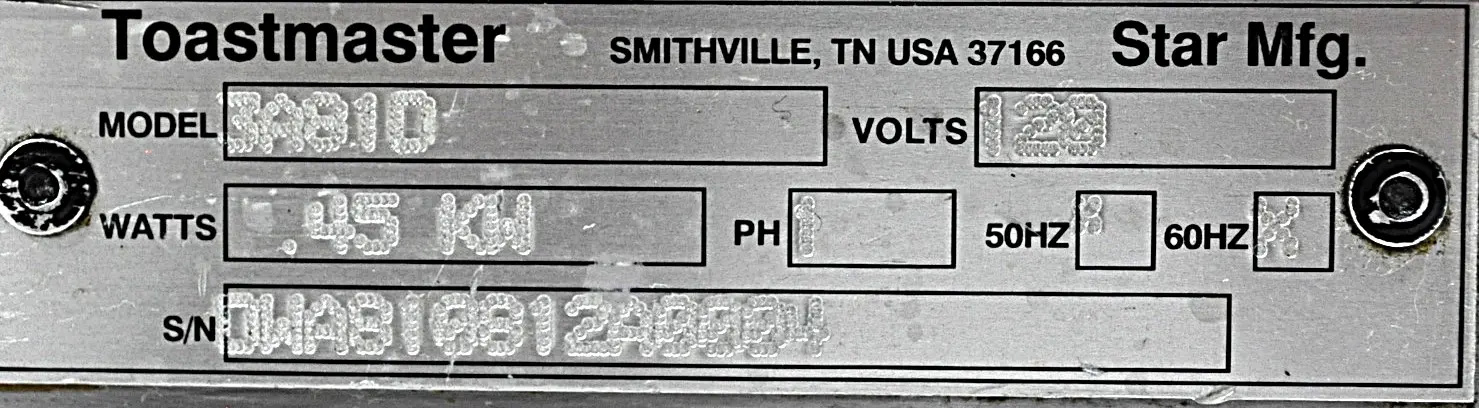 Toastmaster SMITHVILLE, TN USA 37166 Star Mfg.
MODEL 3A81D VOLTS 120
WATTS .45 KW PH 1 50HZ 60HZ X
S/N